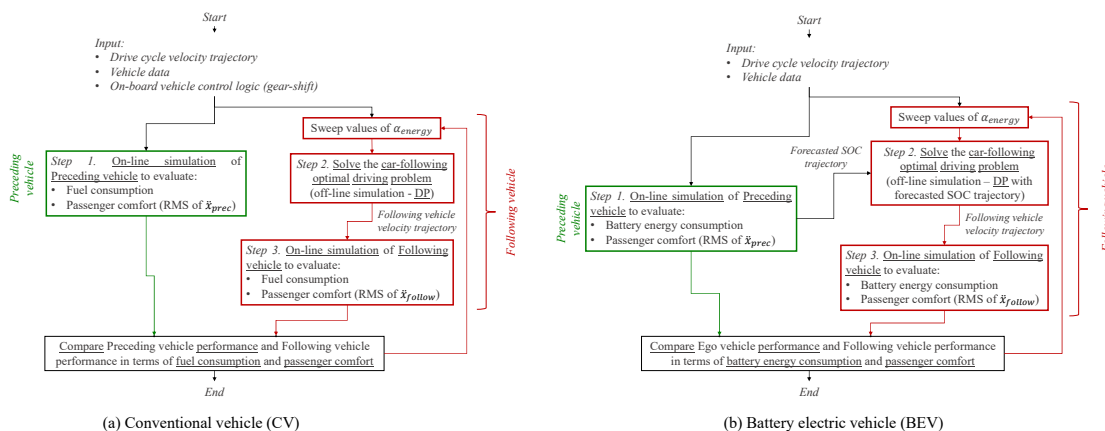 Start
Input:
• Drive cycle velocity trajectory
• Vehicle data
• On-board vehicle control logic (gear-shift)
Sweep values of α_energy
Preceding
vehicle
Step 1. On-line simulation of
Preceding vehicle to evaluate:
• Fuel consumption
• Passenger comfort (RMS of ẍ_prec)
Step 2. Solve the car-following
optimal driving problem
(off-line simulation - DP)
Following vehicle
velocity trajectory
Step 3. On-line simulation of Following
vehicle to evaluate:
• Fuel consumption
• Passenger comfort (RMS of ẍ_follow)
Following vehicle
Compare Preceding vehicle performance and Following vehicle
performance in terms of fuel consumption and passenger comfort
End
(a) Conventional vehicle (CV)
Start
Input:
• Drive cycle velocity trajectory
• Vehicle data
Sweep values of α_energy
Forecasted SOC
trajectory
Step 2. Solve the car-following
optimal driving problem
(off-line simulation – DP with
forecasted SOC trajectory)
Preceding
vehicle
Step 1. On-line simulation of Preceding
vehicle to evaluate:
• Battery energy consumption
• Passenger comfort (RMS of ẍ_prec)
Following vehicle
velocity trajectory
Step 3. On-line simulation of Following
vehicle to evaluate:
• Battery energy consumption
• Passenger comfort (RMS of ẍ_follow)
Compare Ego vehicle performance and Following vehicle performance
in terms of battery energy consumption and passenger comfort
End
(b) Battery electric vehicle (BEV)